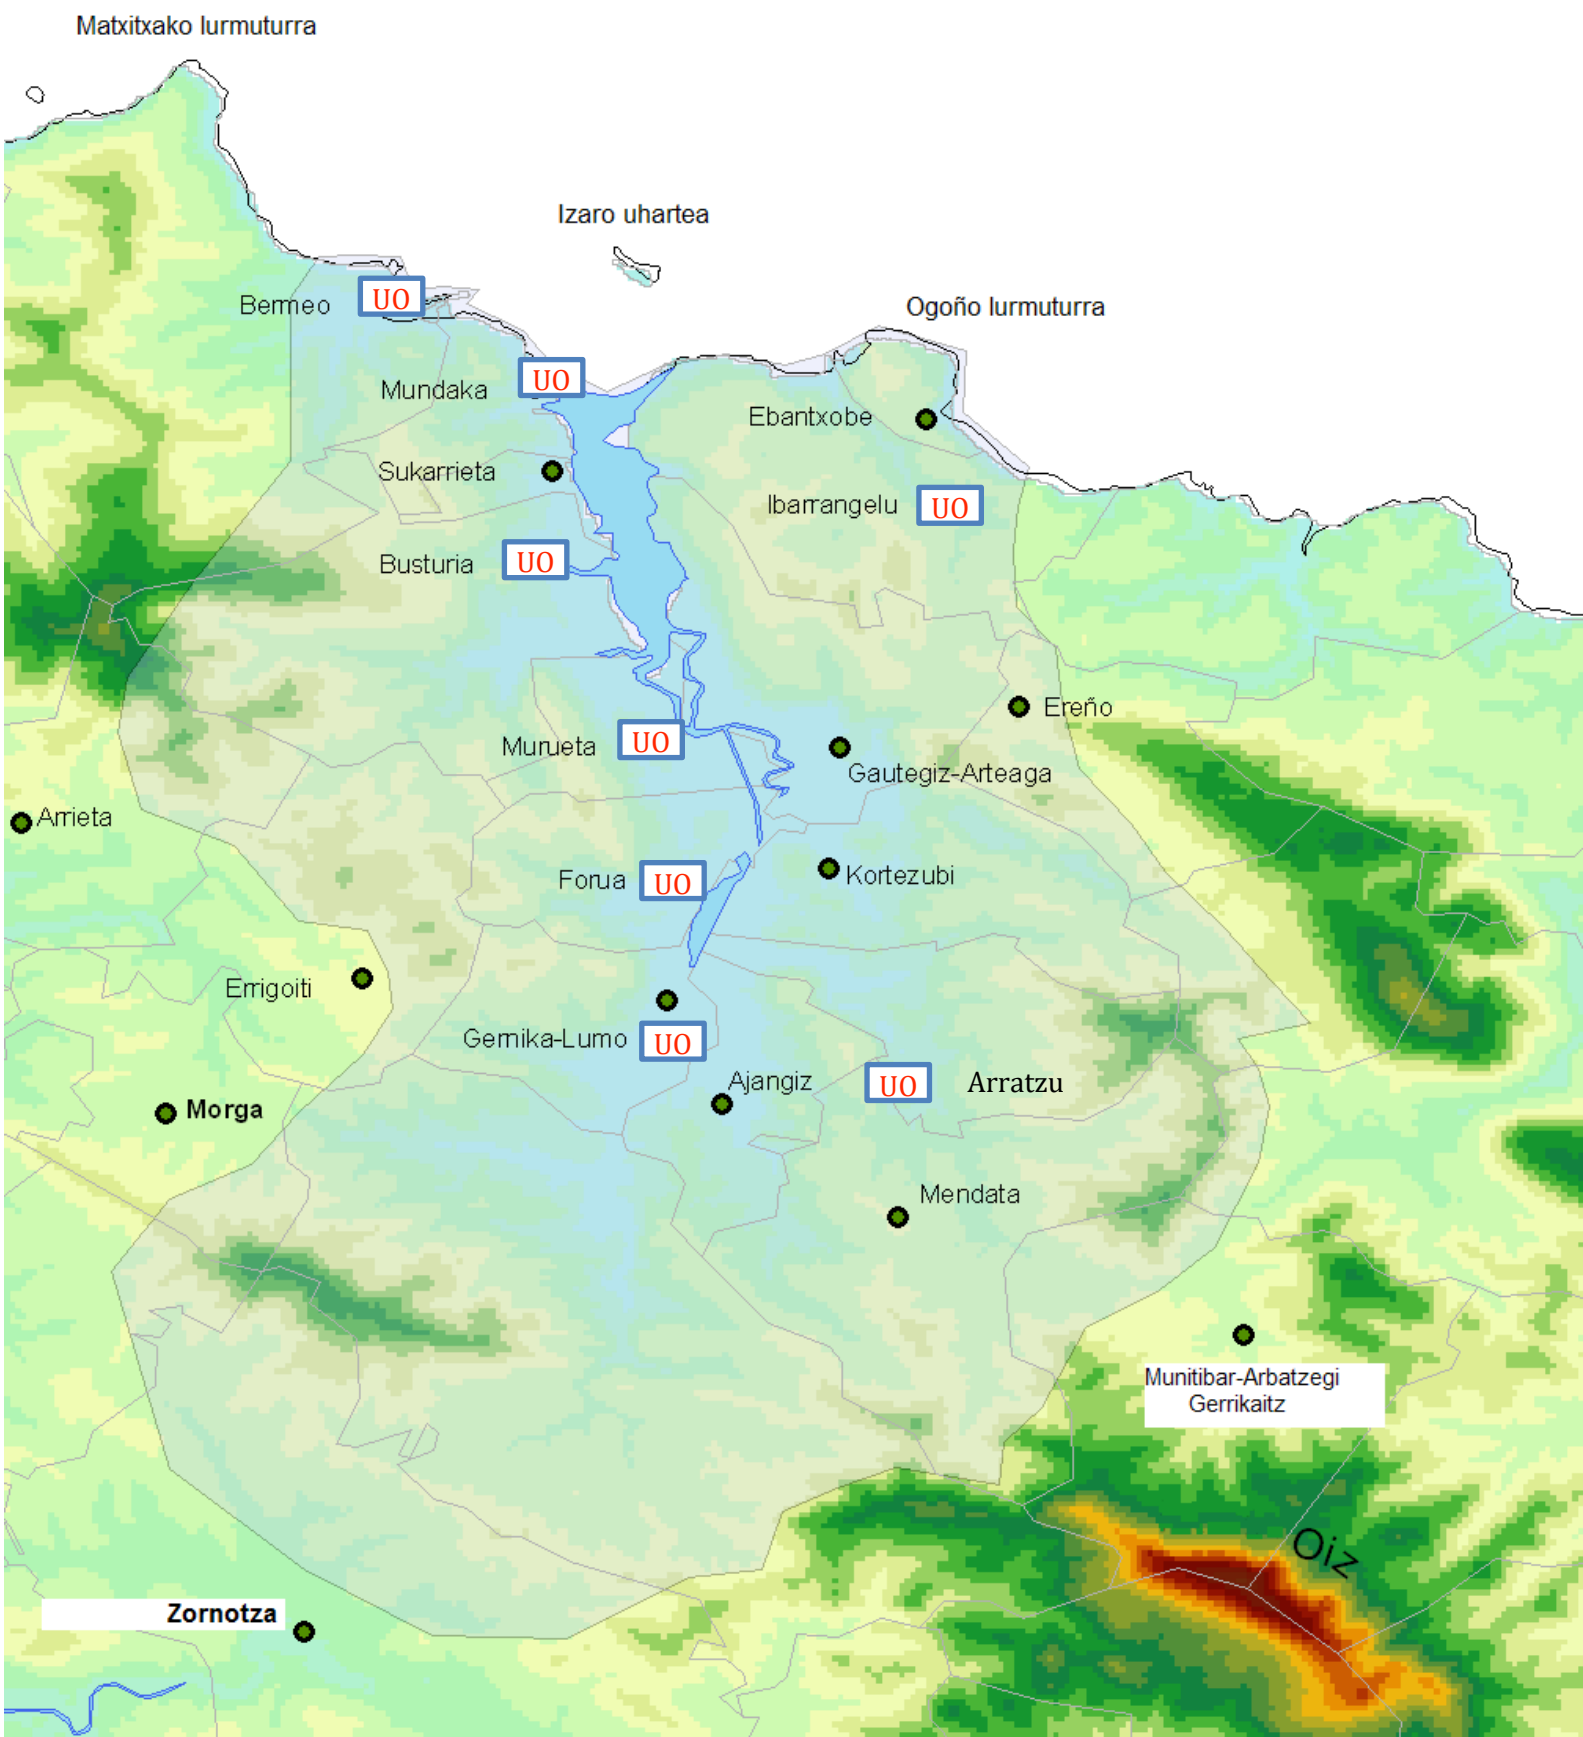 Matxitxako lurmuturra
Izaro uhartea
Ogoño lurmuturra
Bermeo UO
Mundaka UO
Ebantxobe
Sukarrieta
Ibarrangelu UO
Busturia UO
Ereño
Murueta UO
Gautegiz-Arteaga
Arrieta
Forua UO
Kortezubi
Errigoiti
Gernika-Lumo UO
Ajangiz
UO Arratzu
Morga
Mendata
Munitibar-Arbatzegi
Gerrikaitz
Oiz
Zornotza